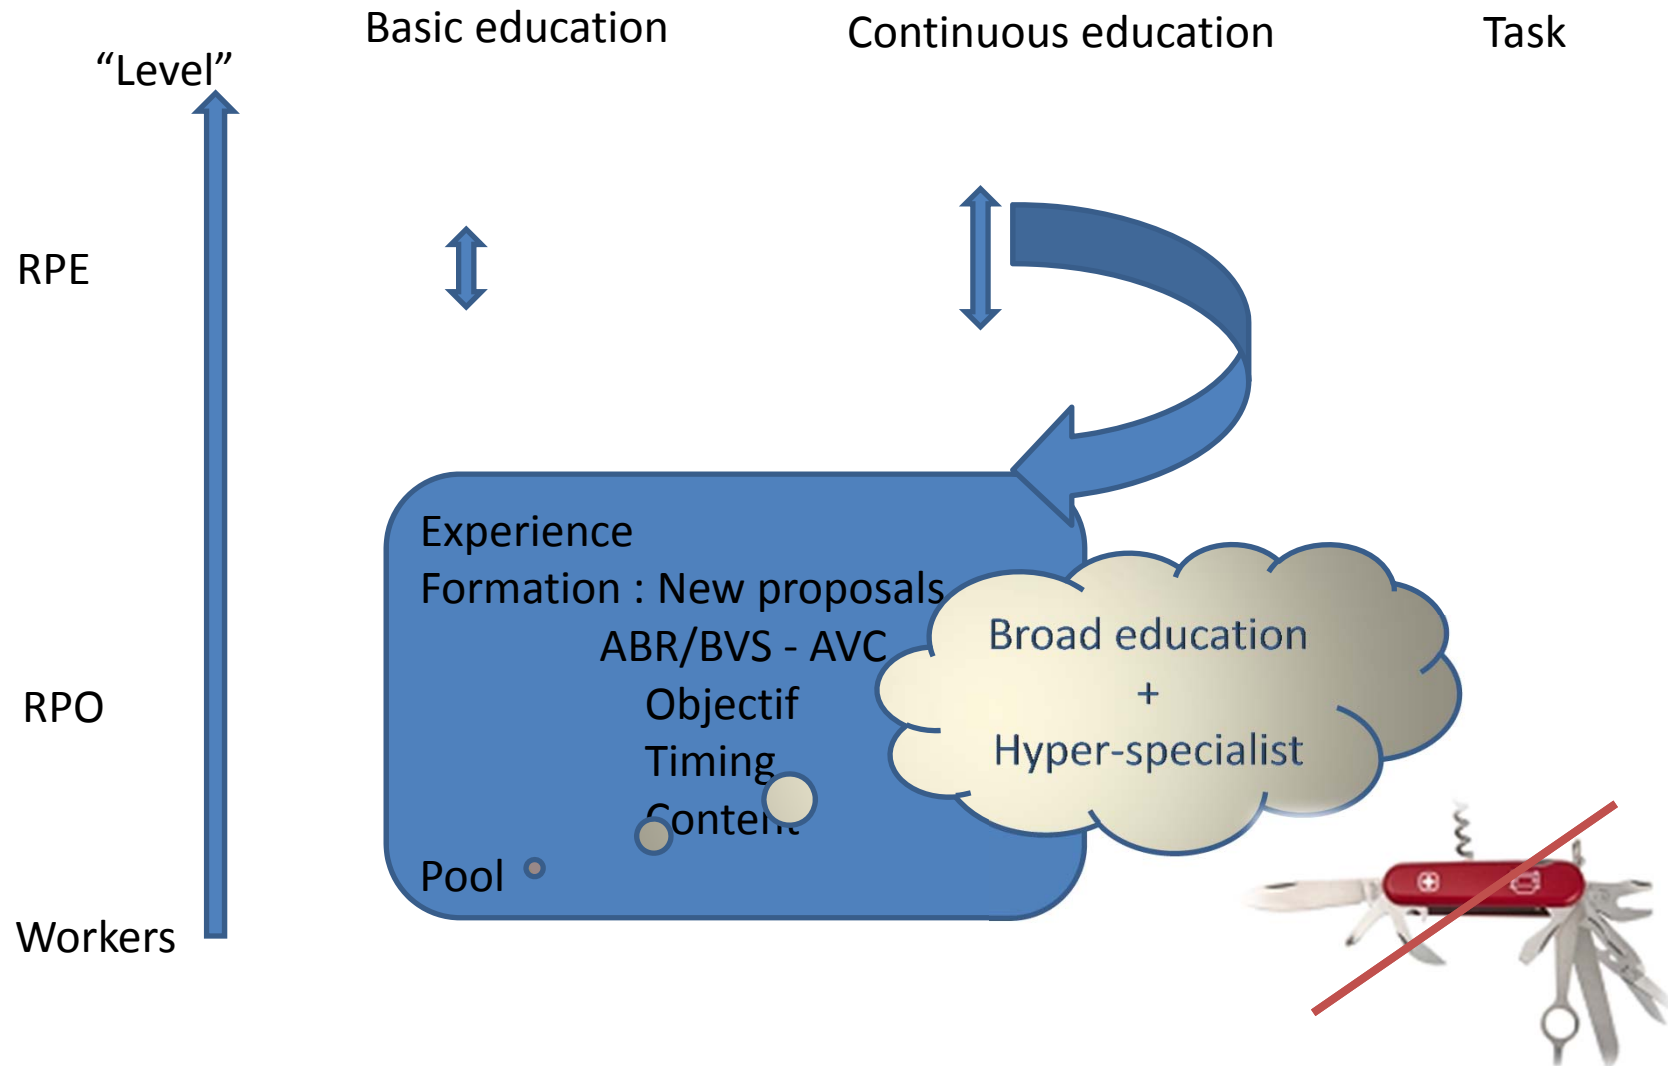 Basic education
Continuous education
Task
“Level”
RPE
Experience
Formation : New proposals
ABR/BVS - AVC
Objectif
Timing
Content
Pool
Broad education
+
Hyper-specialist
RPO
Workers